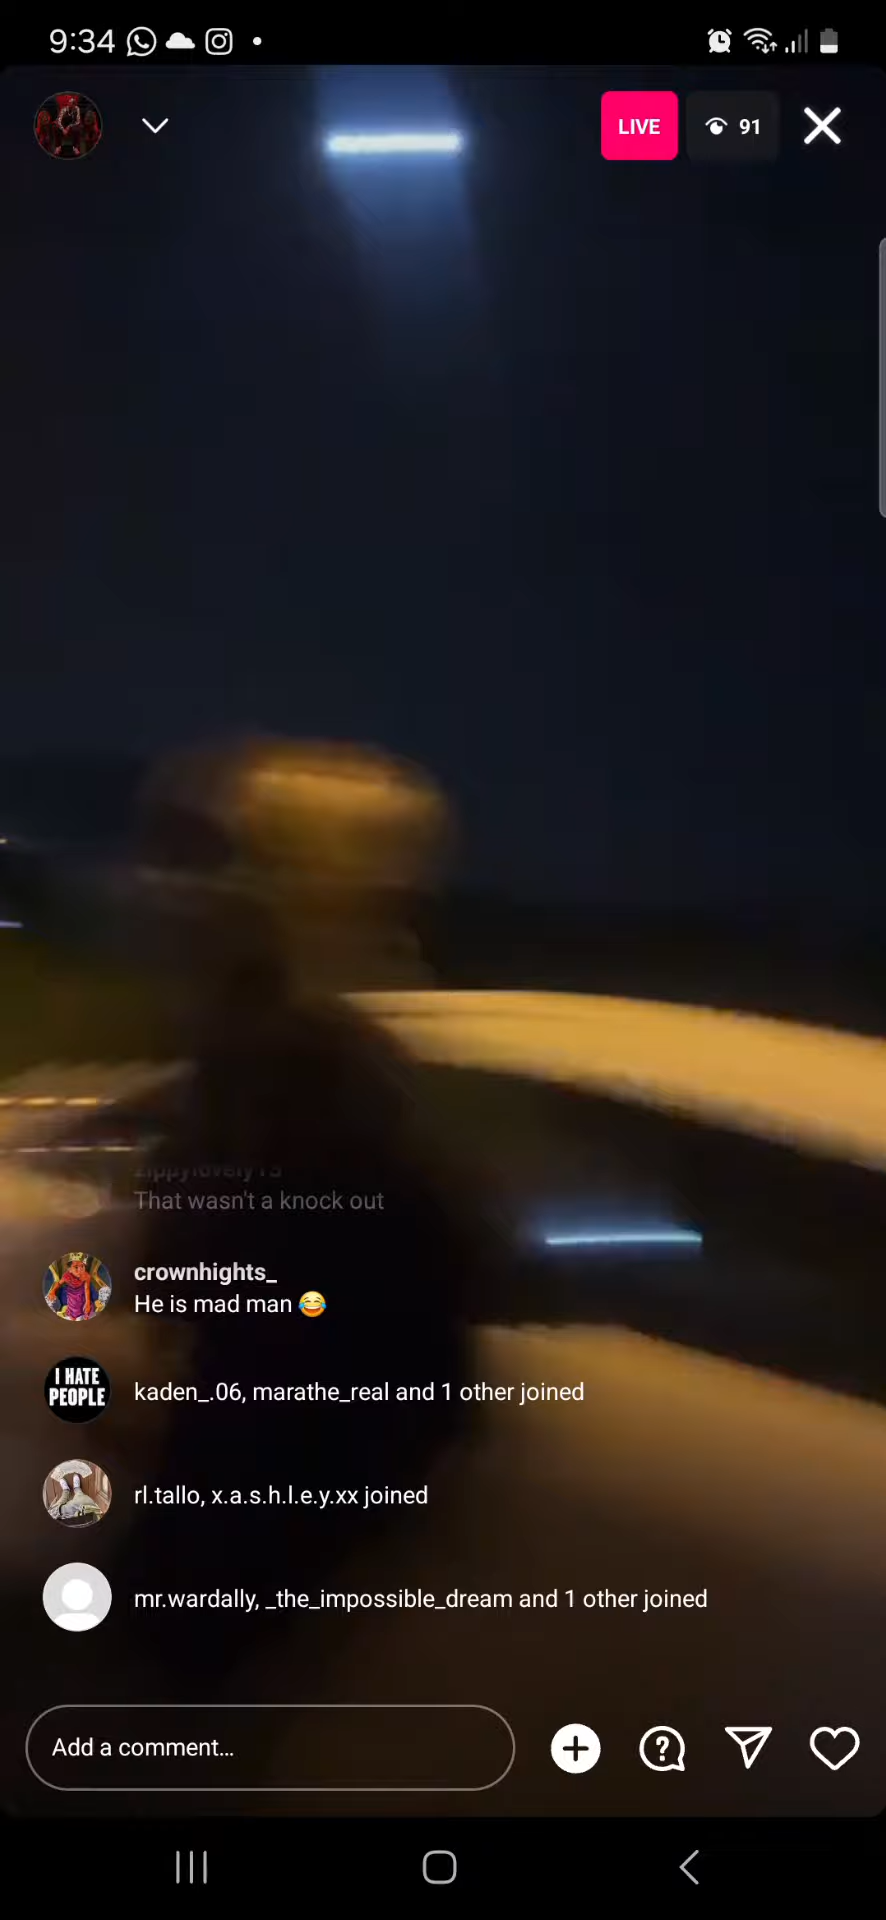 9:34
LIVE
91
That wasn't a knock out
crownhights_
He is mad man 😂
I HATE
PEOPLE
kaden_.06, marathe_real and 1 other joined
rl.tallo, x.a.s.h.l.e.y.xx joined
mr.wardally, _the_impossible_dream and 1 other joined
Add a comment…